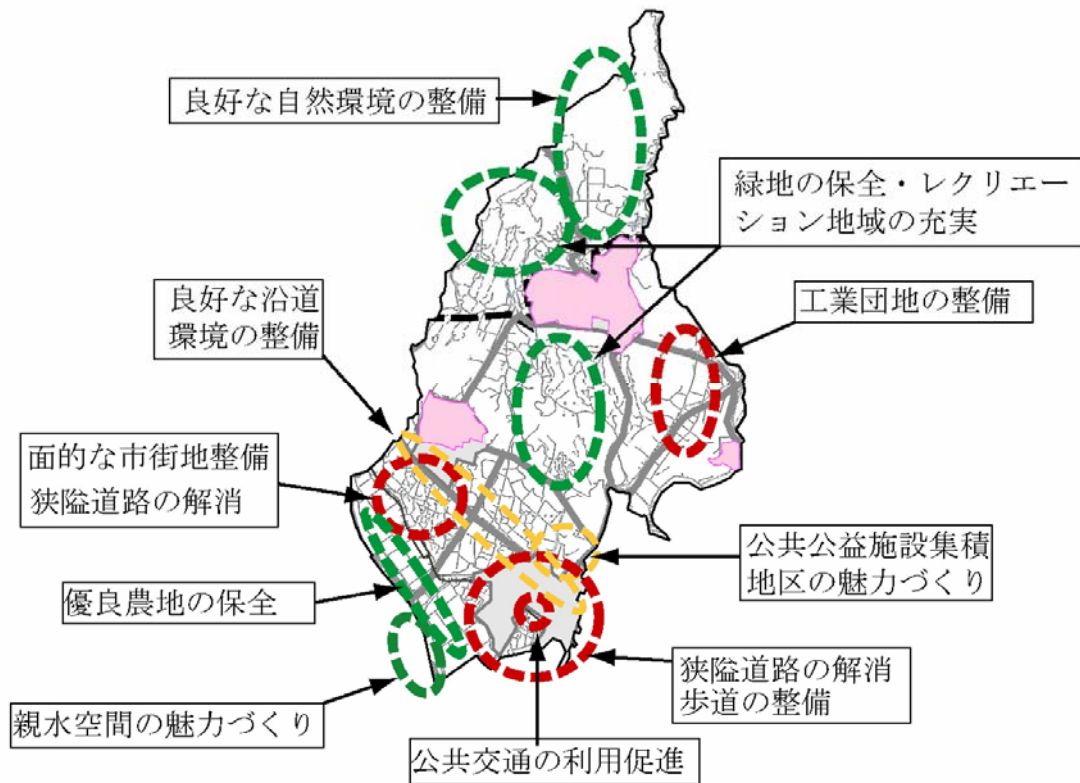 良好な自然環境の整備
緑地の保全・レクリエー
ション地域の充実
良好な沿道
環境の整備
工業団地の整備
面的な市街地整備
狭隘道路の解消
公共公益施設集積
地区の魅力づくり
優良農地の保全
狭隘道路の解消
歩道の整備
親水空間の魅力づくり
公共交通の利用促進